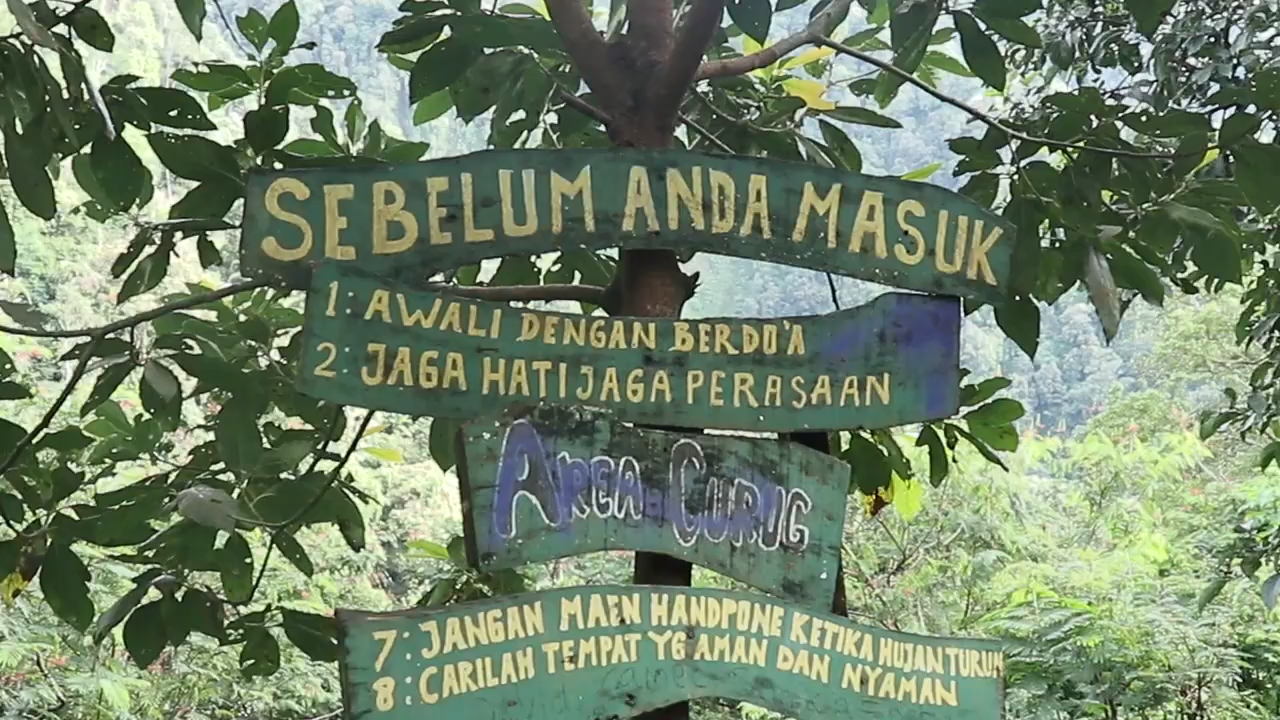 SEBELUM ANDA MASUK
1: AWALI DENGAN BERDO'A
2: JAGA HATI JAGA PERASAAN
AREA CURUG
7: JANGAN MAEN HANDPONE KETIKA HUJAN TURUN
8: CARILAH TEMPAT YG AMAN DAN NYAMAN